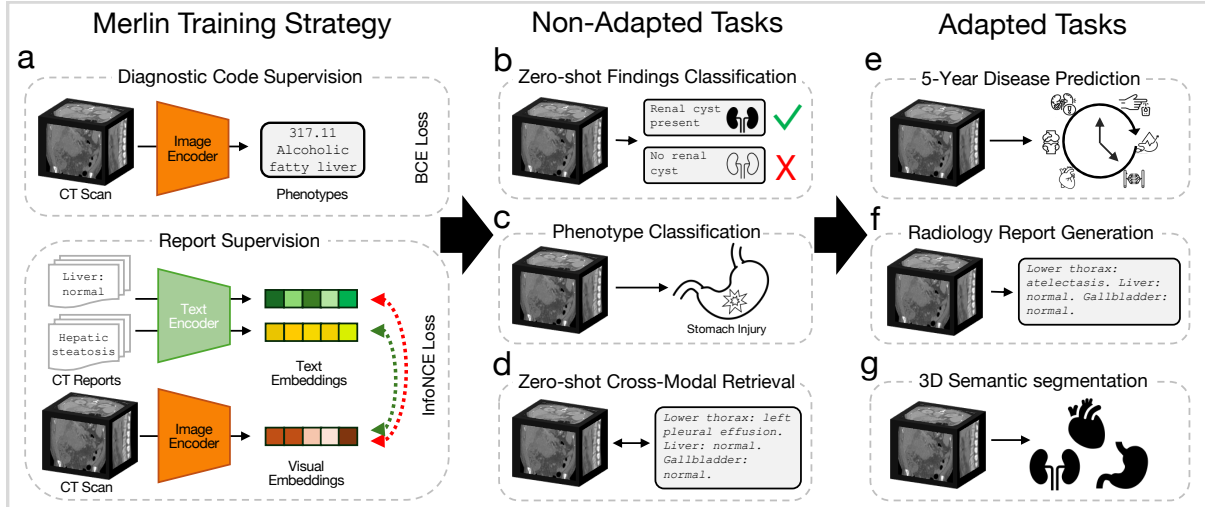 Merlin Training Strategy
Non-Adapted Tasks
Adapted Tasks
a
Diagnostic Code Supervision
Image
Encoder
317.11
Alcoholic
fatty liver
CT Scan
Phenotypes
BCE Loss
Report Supervision
Liver:
normal
Text
Encoder
Hepatic
steatosis
CT Reports
Text
Embeddings
InfoNCE Loss
Image
Encoder
CT Scan
Visual
Embeddings
b
Zero-shot Findings Classification
Renal cyst
present
No renal
cyst
X
c
Phenotype Classification
Stomach Injury
d
Zero-shot Cross-Modal Retrieval
Lower thorax: left
pleural effusion.
Liver: normal.
Gallbladder:
normal.
e
5-Year Disease Prediction
f
Radiology Report Generation
Lower thorax:
atelectasis. Liver:
normal. Gallbladder:
normal.
g
3D Semantic segmentation